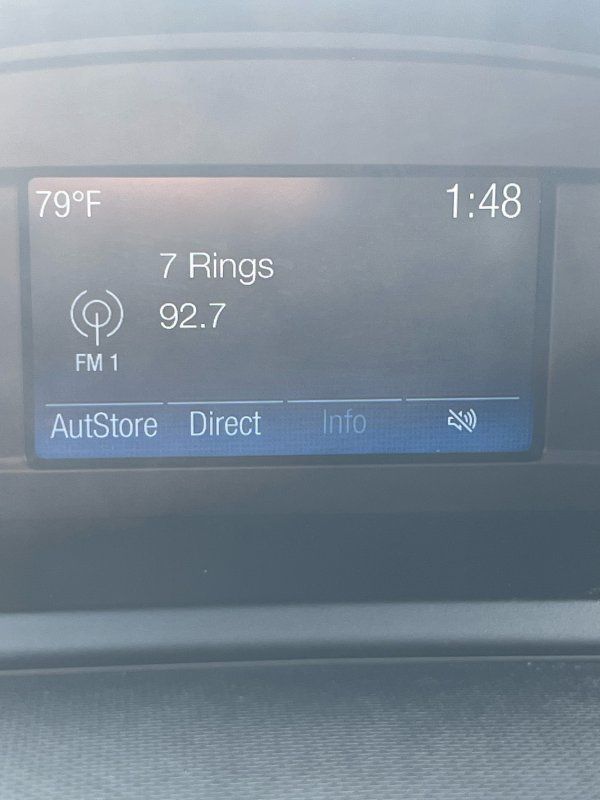 79°F 1:48
7 Rings
92.7
FM 1
AutStore Direct Info